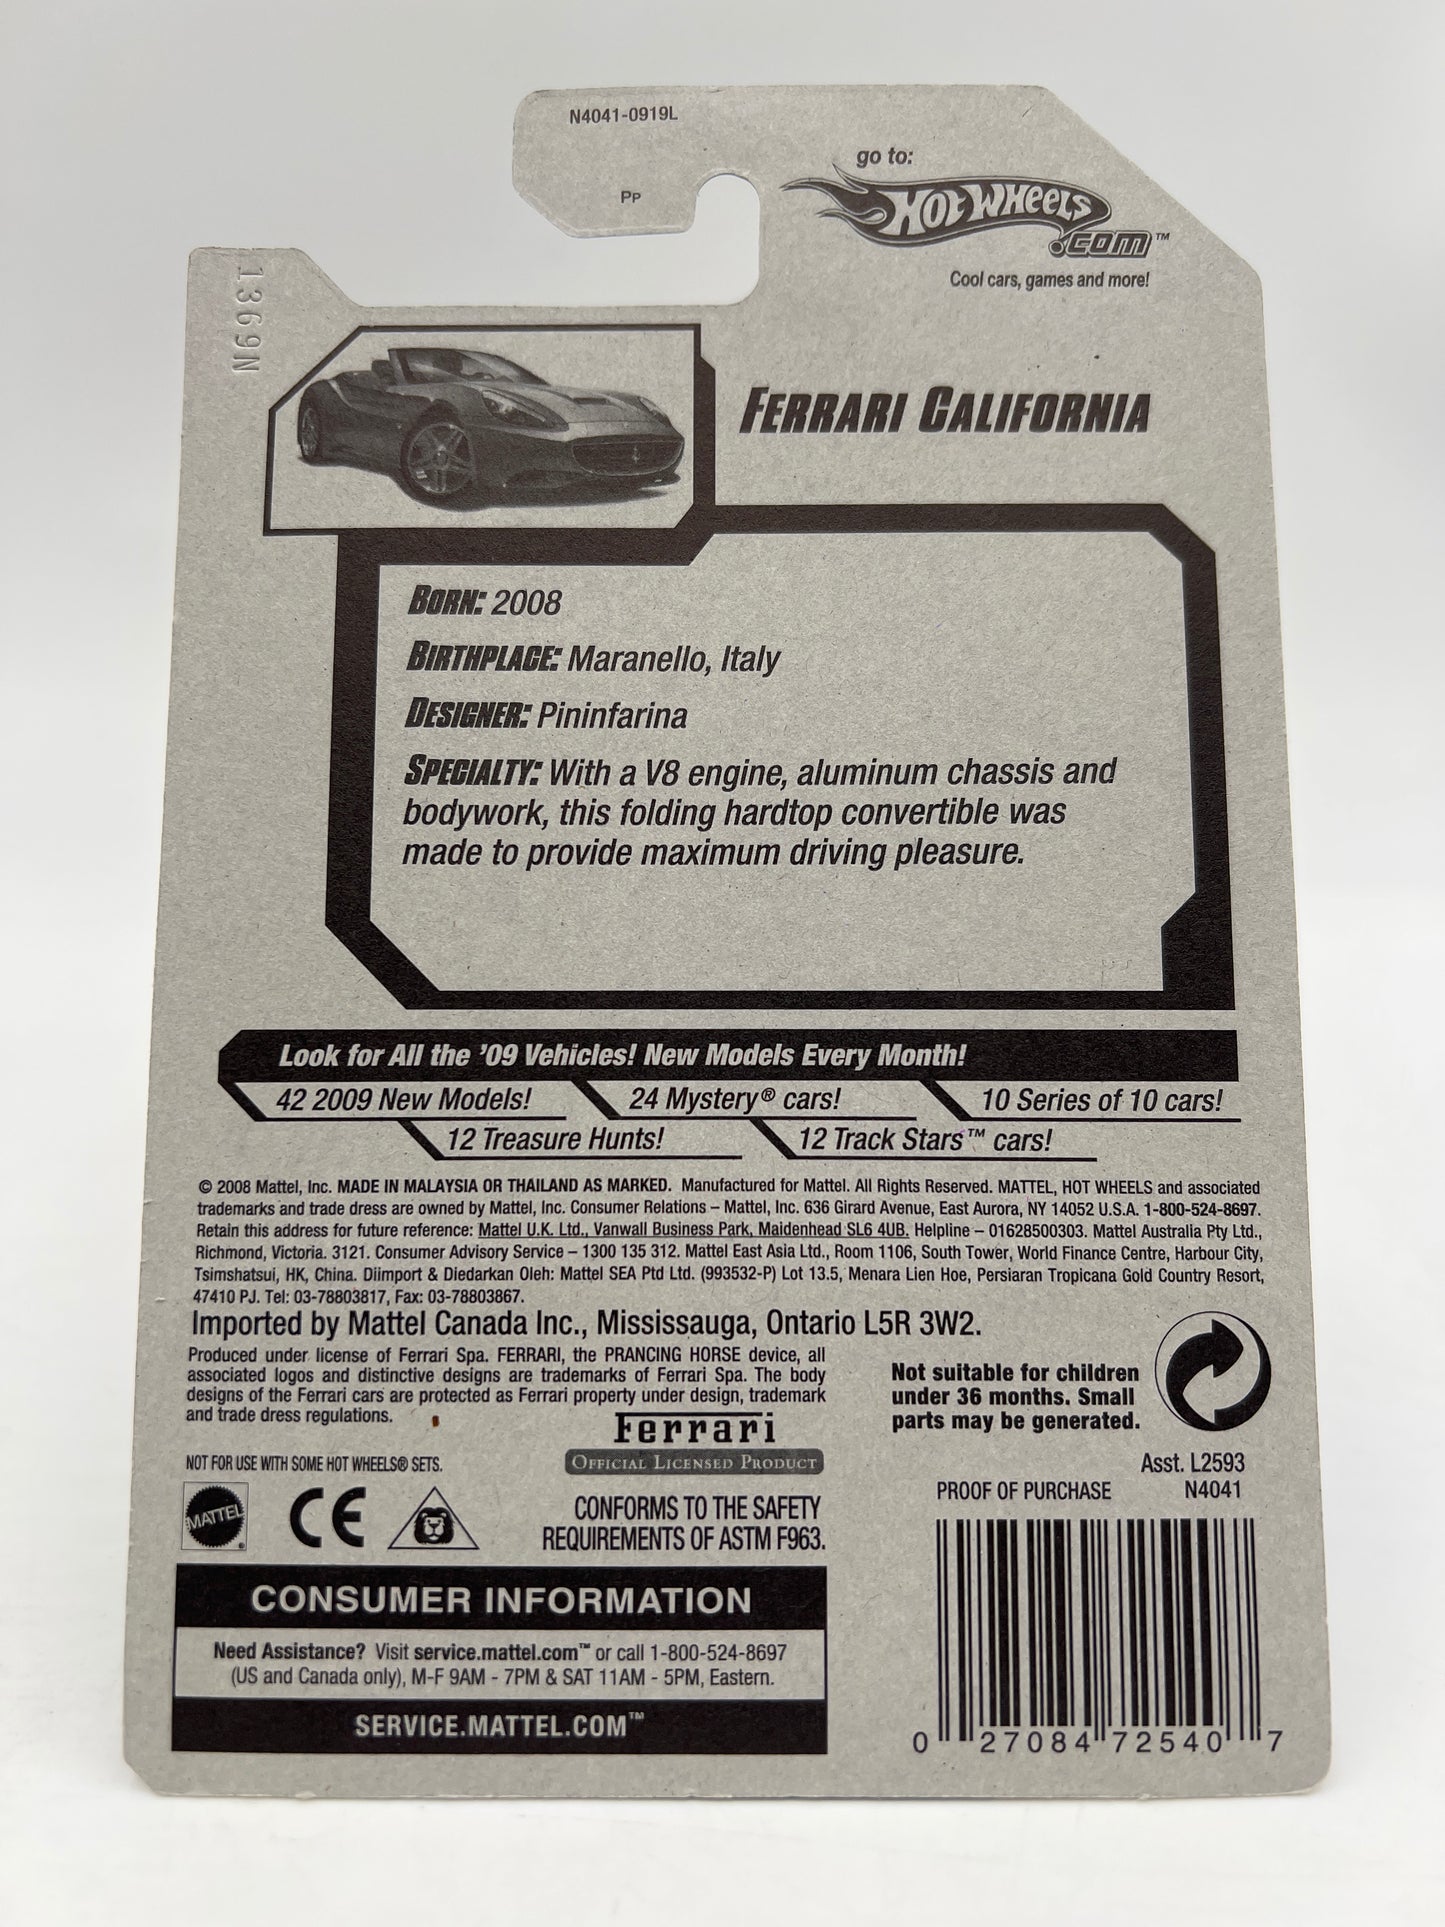 N4041-0919L
Pp
go to:
HOT WHEELS
.COM™
Cool cars, games and more!
1369N
FERRARI CALIFORNIA
BORN: 2008
BIRTHPLACE: Maranello, Italy
DESIGNER: Pininfarina
SPECIALTY: With a V8 engine, aluminum chassis and
bodywork, this folding hardtop convertible was
made to provide maximum driving pleasure.
Look for All the '09 Vehicles! New Models Every Month!
42 2009 New Models! 24 Mystery® cars! 10 Series of 10 cars!
12 Treasure Hunts! 12 Track Stars™ cars!
© 2008 Mattel, Inc. MADE IN MALAYSIA OR THAILAND AS MARKED. Manufactured for Mattel. All Rights Reserved. MATTEL, HOT WHEELS and associated
trademarks and trade dress are owned by Mattel, Inc. Consumer Relations – Mattel, Inc. 636 Girard Avenue, East Aurora, NY 14052 U.S.A. 1-800-524-8697.
Retain this address for future reference: Mattel U.K. Ltd., Vanwall Business Park, Maidenhead SL6 4UB. Helpline – 01628500303. Mattel Australia Pty Ltd.,
Richmond, Victoria. 3121. Consumer Advisory Service – 1300 135 312. Mattel East Asia Ltd., Room 1106, South Tower, World Finance Centre, Harbour City,
Tsimshatsui, HK, China. Diimport & Diedarkan Oleh: Mattel SEA Ptd Ltd. (993532-P) Lot 13.5, Menara Lien Hoe, Persiaran Tropicana Gold Country Resort,
47410 PJ. Tel: 03-78803817, Fax: 03-78803867.
Imported by Mattel Canada Inc., Mississauga, Ontario L5R 3W2.
Produced under license of Ferrari Spa. FERRARI, the PRANCING HORSE device, all
associated logos and distinctive designs are trademarks of Ferrari Spa. The body
designs of the Ferrari cars are protected as Ferrari property under design, trademark
and trade dress regulations.
Ferrari
OFFICIAL LICENSED PRODUCT
Not suitable for children
under 36 months. Small
parts may be generated.
NOT FOR USE WITH SOME HOT WHEELS® SETS.
MATTEL
CE
CONFORMS TO THE SAFETY
REQUIREMENTS OF ASTM F963.
Asst. L2593
PROOF OF PURCHASE N4041
CONSUMER INFORMATION
Need Assistance? Visit service.mattel.com™ or call 1-800-524-8697
(US and Canada only), M-F 9AM - 7PM & SAT 11AM - 5PM, Eastern.
SERVICE.MATTEL.COM™
0 27084 72540 7